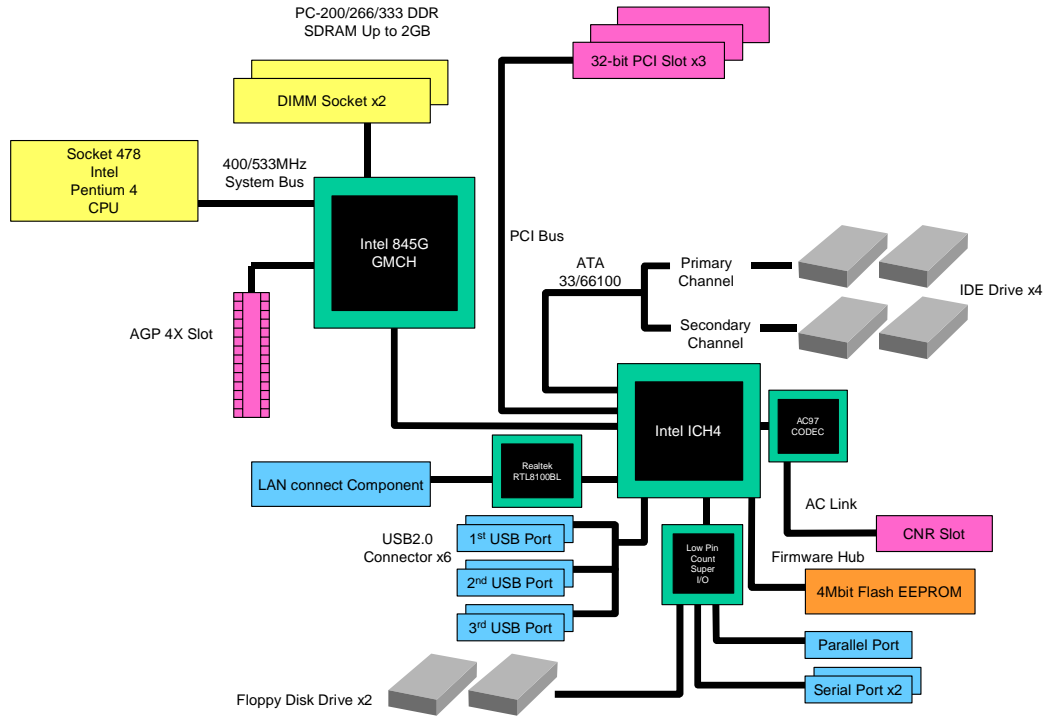 PC-200/266/333 DDR
SDRAM Up to 2GB
32-bit PCI Slot x3
DIMM Socket x2
Socket 478
Intel
Pentium 4
CPU
400/533MHz
System Bus
Intel 845G
GMCH
PCI Bus
ATA
33/66100
Primary
Channel
IDE Drive x4
Secondary
Channel
AGP 4X Slot
Intel ICH4
AC97
CODEC
Realtek
RTL8100BL
LAN connect Component
AC Link
USB2.0
Connector x6
1st USB Port
2nd USB Port
3rd USB Port
Low Pin
Count
Super
I/O
CNR Slot
Firmware Hub
4Mbit Flash EEPROM
Parallel Port
Serial Port x2
Floppy Disk Drive x2